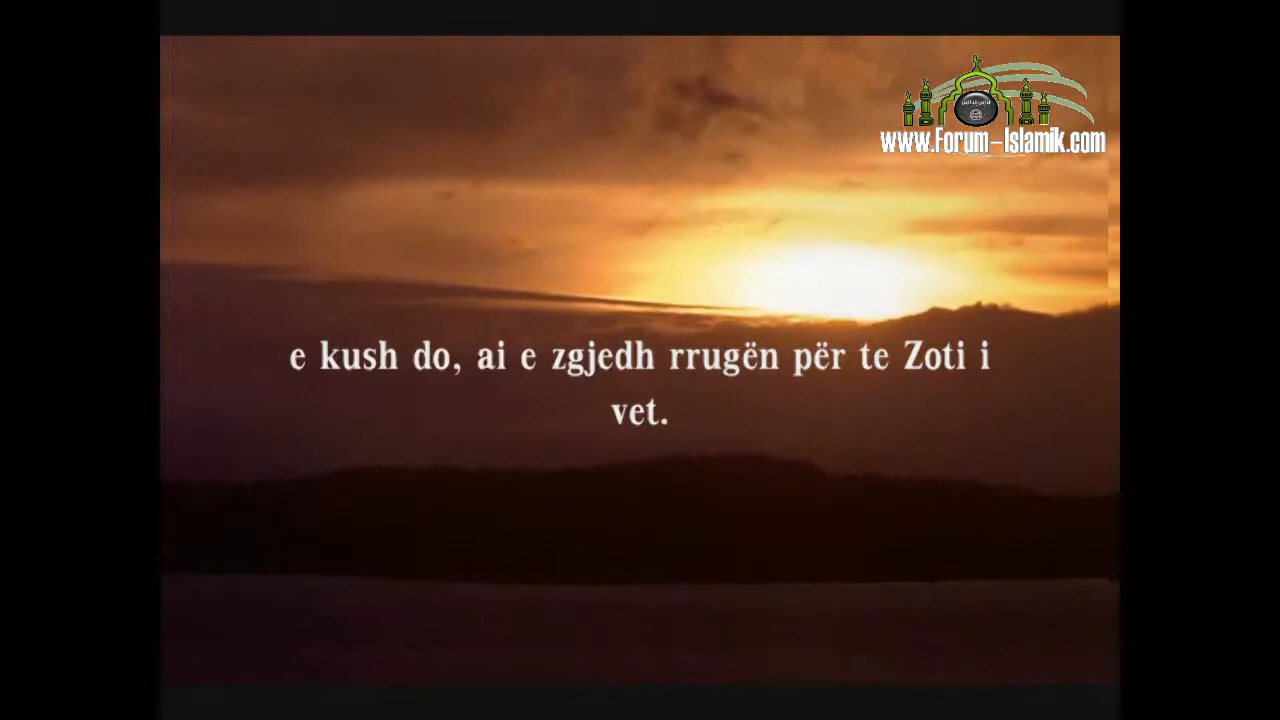 www.Forum-Islamik.com
e kush do, ai e zgjedh rrugën për te Zoti i
vet.